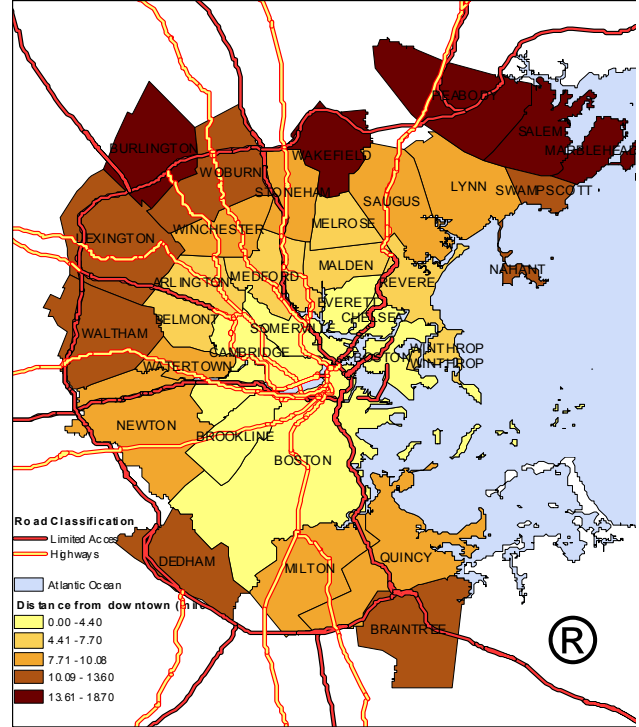 PEABODY
SALEM
MARBLEHEAD
BURLINGTON
WAKEFIELD
WOBURN
LYNN
SWAMPSCOTT
STONEHAM
SAUGUS
MELROSE
WINCHESTER
LEXINGTON
MALDEN
NAHANT
MEDFORD
ARLINGTON
REVERE
EVERETT
CHELSEA
BELMONT
SOMERVILLE
WALTHAM
CAMBRIDGE
BOSTON
WINTHROP
WINTHROP
WATERTOWN
NEWTON
BROOKLINE
BOSTON
DEDHAM
MILTON
QUINCY
BRAINTREE
Road Classification
Limited Acces
Highways
Atlantic Ocean
Distance from downtown (mile
0.00 - 4.40
4.41 - 7.70
7.71 - 10.08
10.09 - 13.60
13.61 - 18.70
®